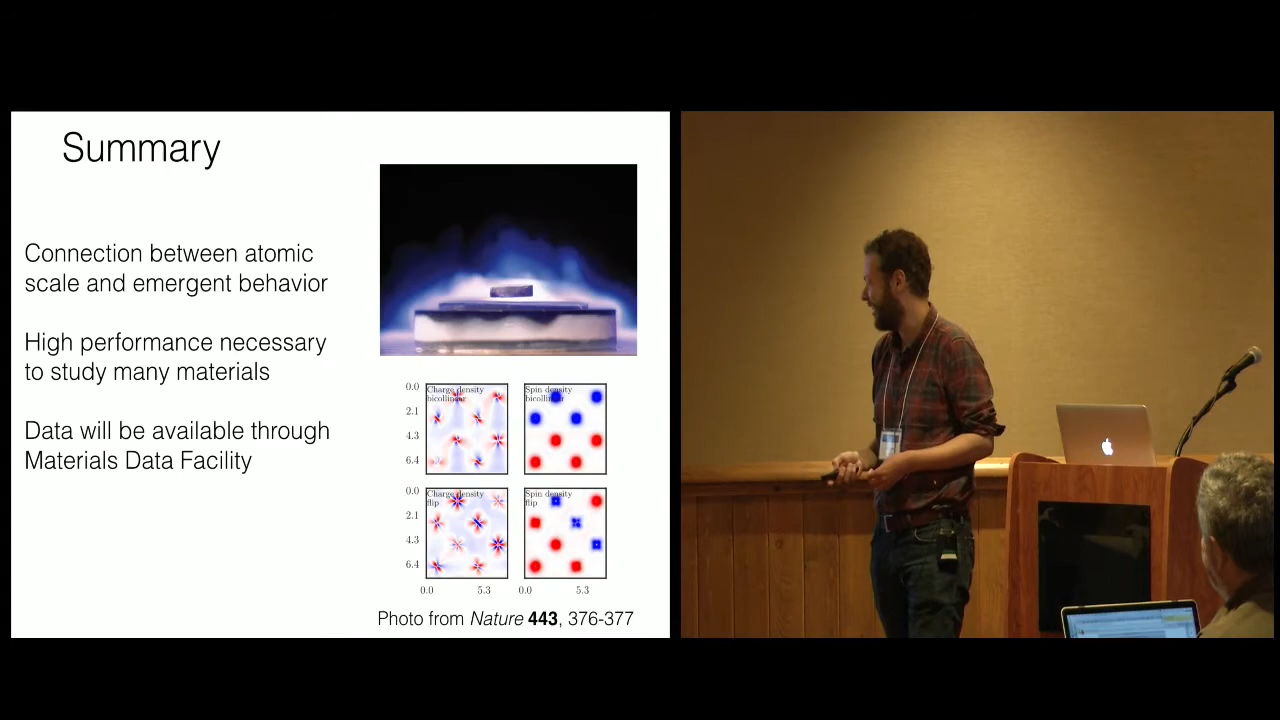 Summary
Connection between atomic
scale and emergent behavior
High performance necessary
to study many materials
Data will be available through
Materials Data Facility
0.0
2.1
4.3
6.4
Charge density
bicollinear
Spin density
bicollinear
0.0
2.1
4.3
6.4
Charge density
flip
Spin density
flip
0.0
5.3
0.0
5.3
Photo from Nature 443, 376-377